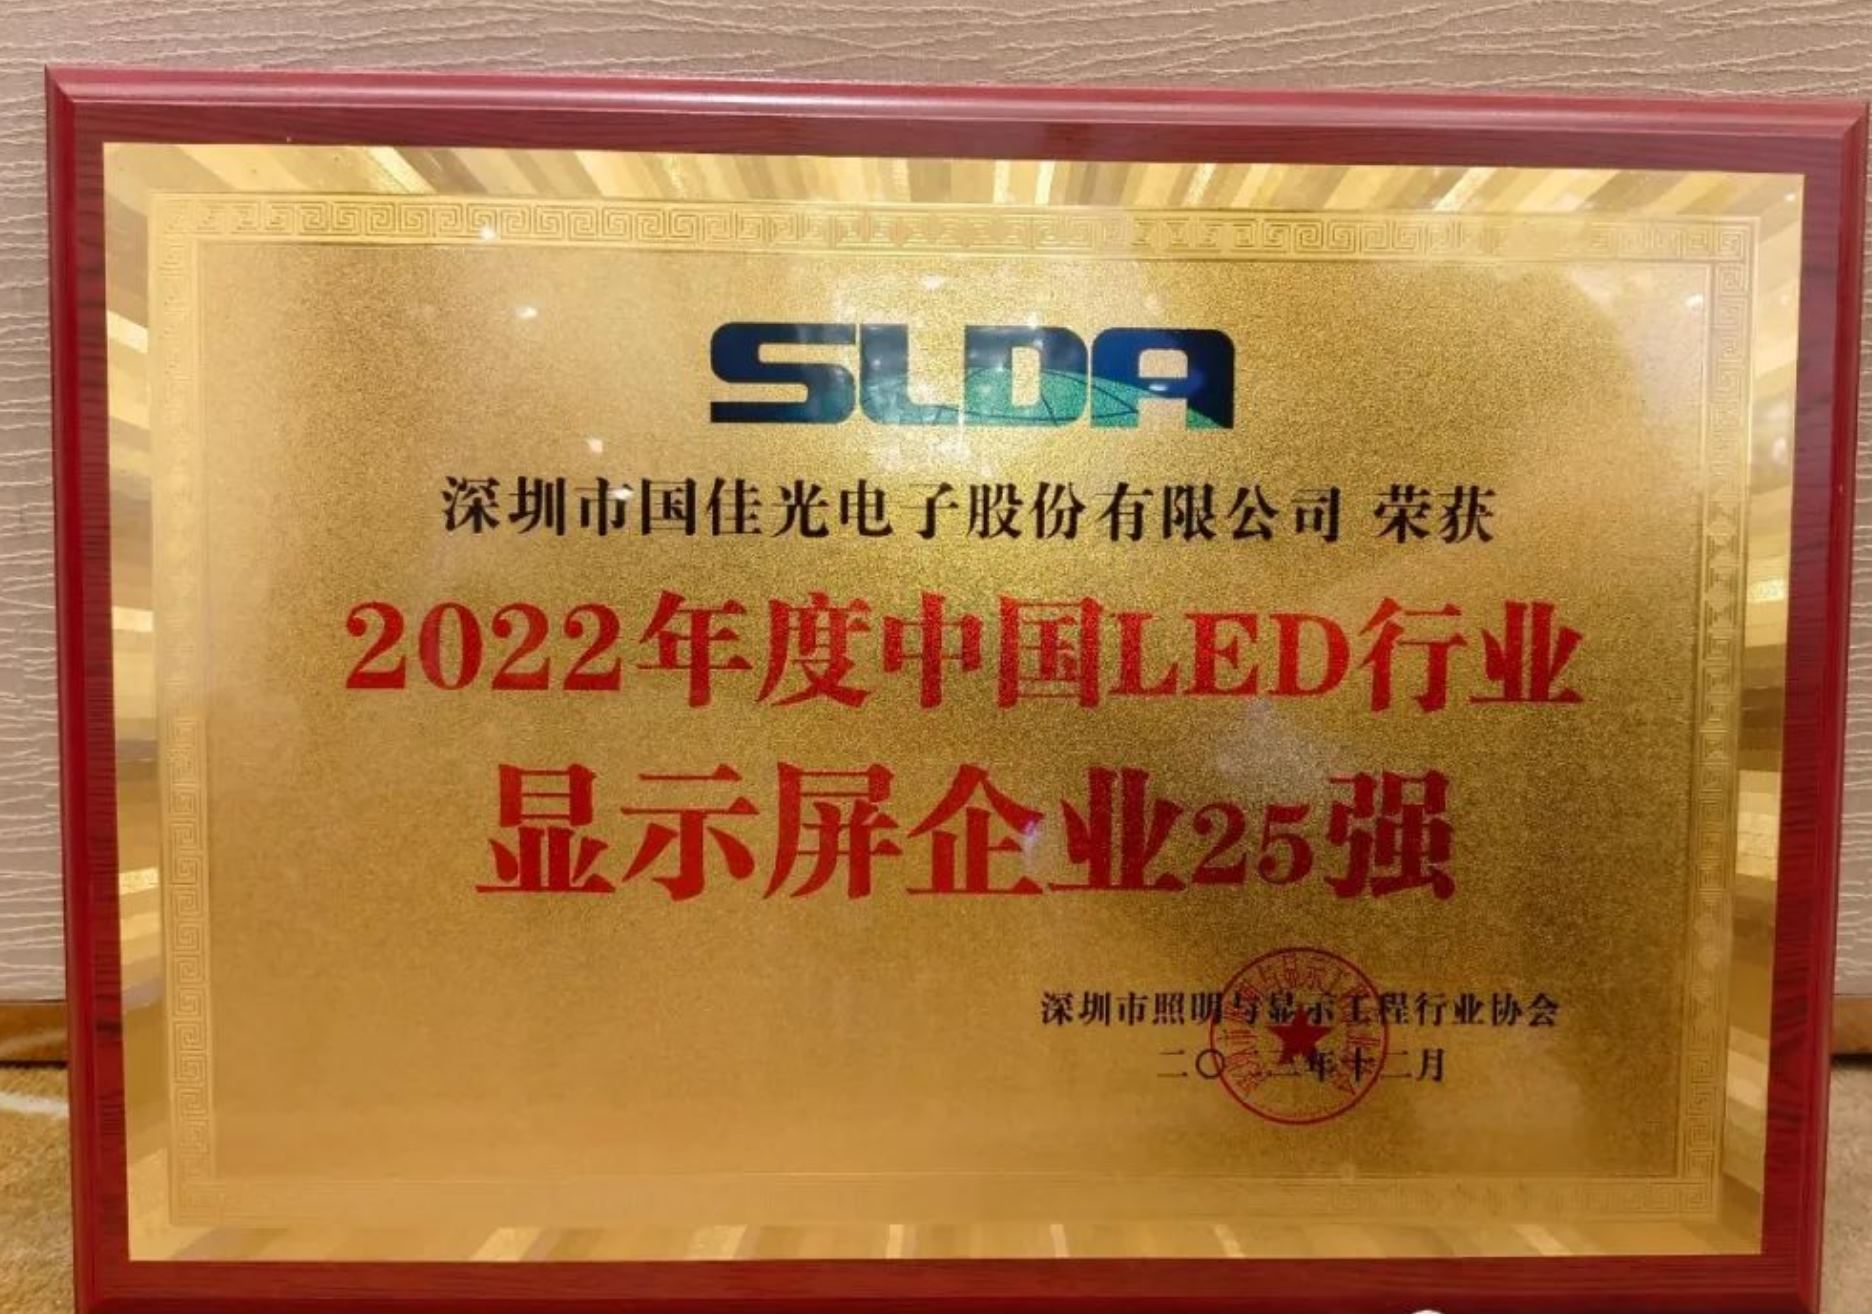 SLDA
深圳市国佳光电子股份有限公司 荣获
2022年度中国LED行业
显示屏企业25强
深圳市照明与显示工程行业协会
二〇二二年十二月